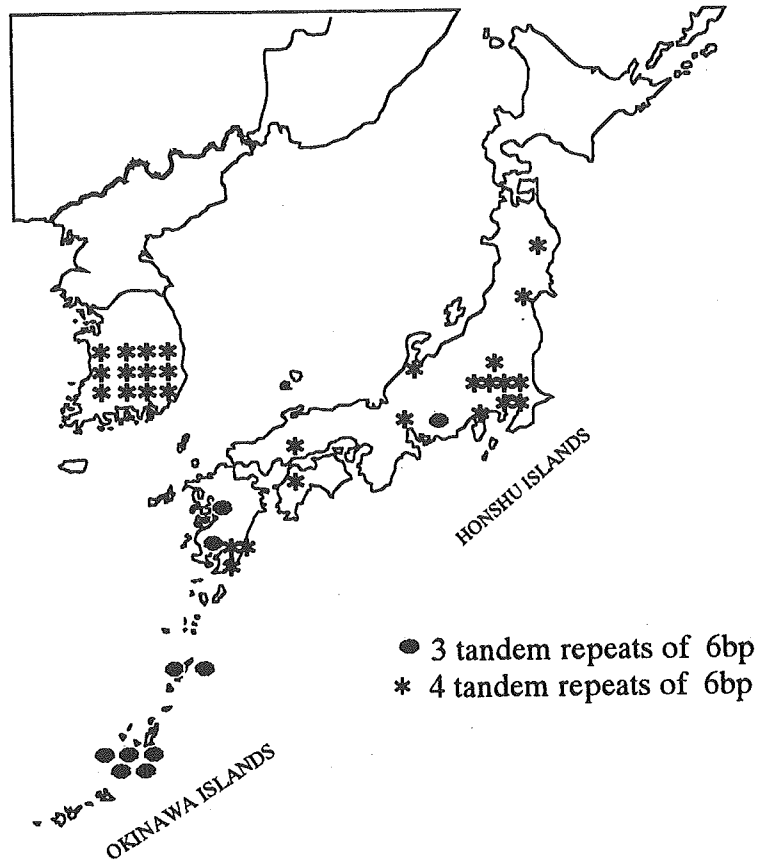 HONSHU ISLANDS
3 tandem repeats of 6bp
4 tandem repeats of 6bp
OKINAWA ISLANDS